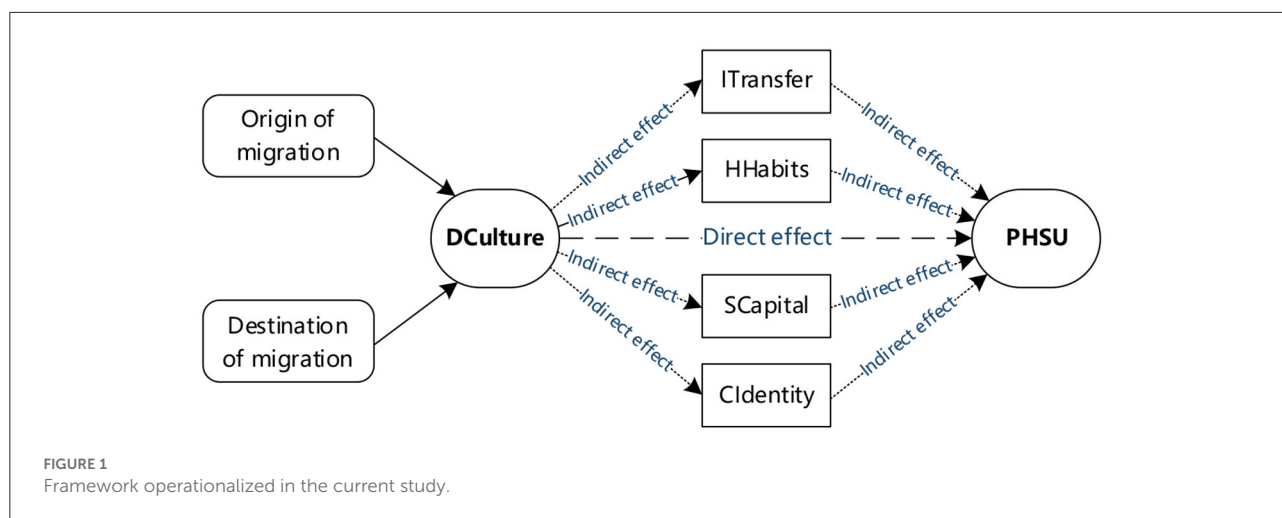 Origin of
migration
Destination
of migration
DCulture
Indirect effect
Indirect effect
Direct effect
Indirect effect
Indirect effect
ITransfer
HHabits
SCapital
CIdentity
Indirect effect
Indirect effect
Indirect effect
Indirect effect
PHSU
FIGURE 1
Framework operationalized in the current study.